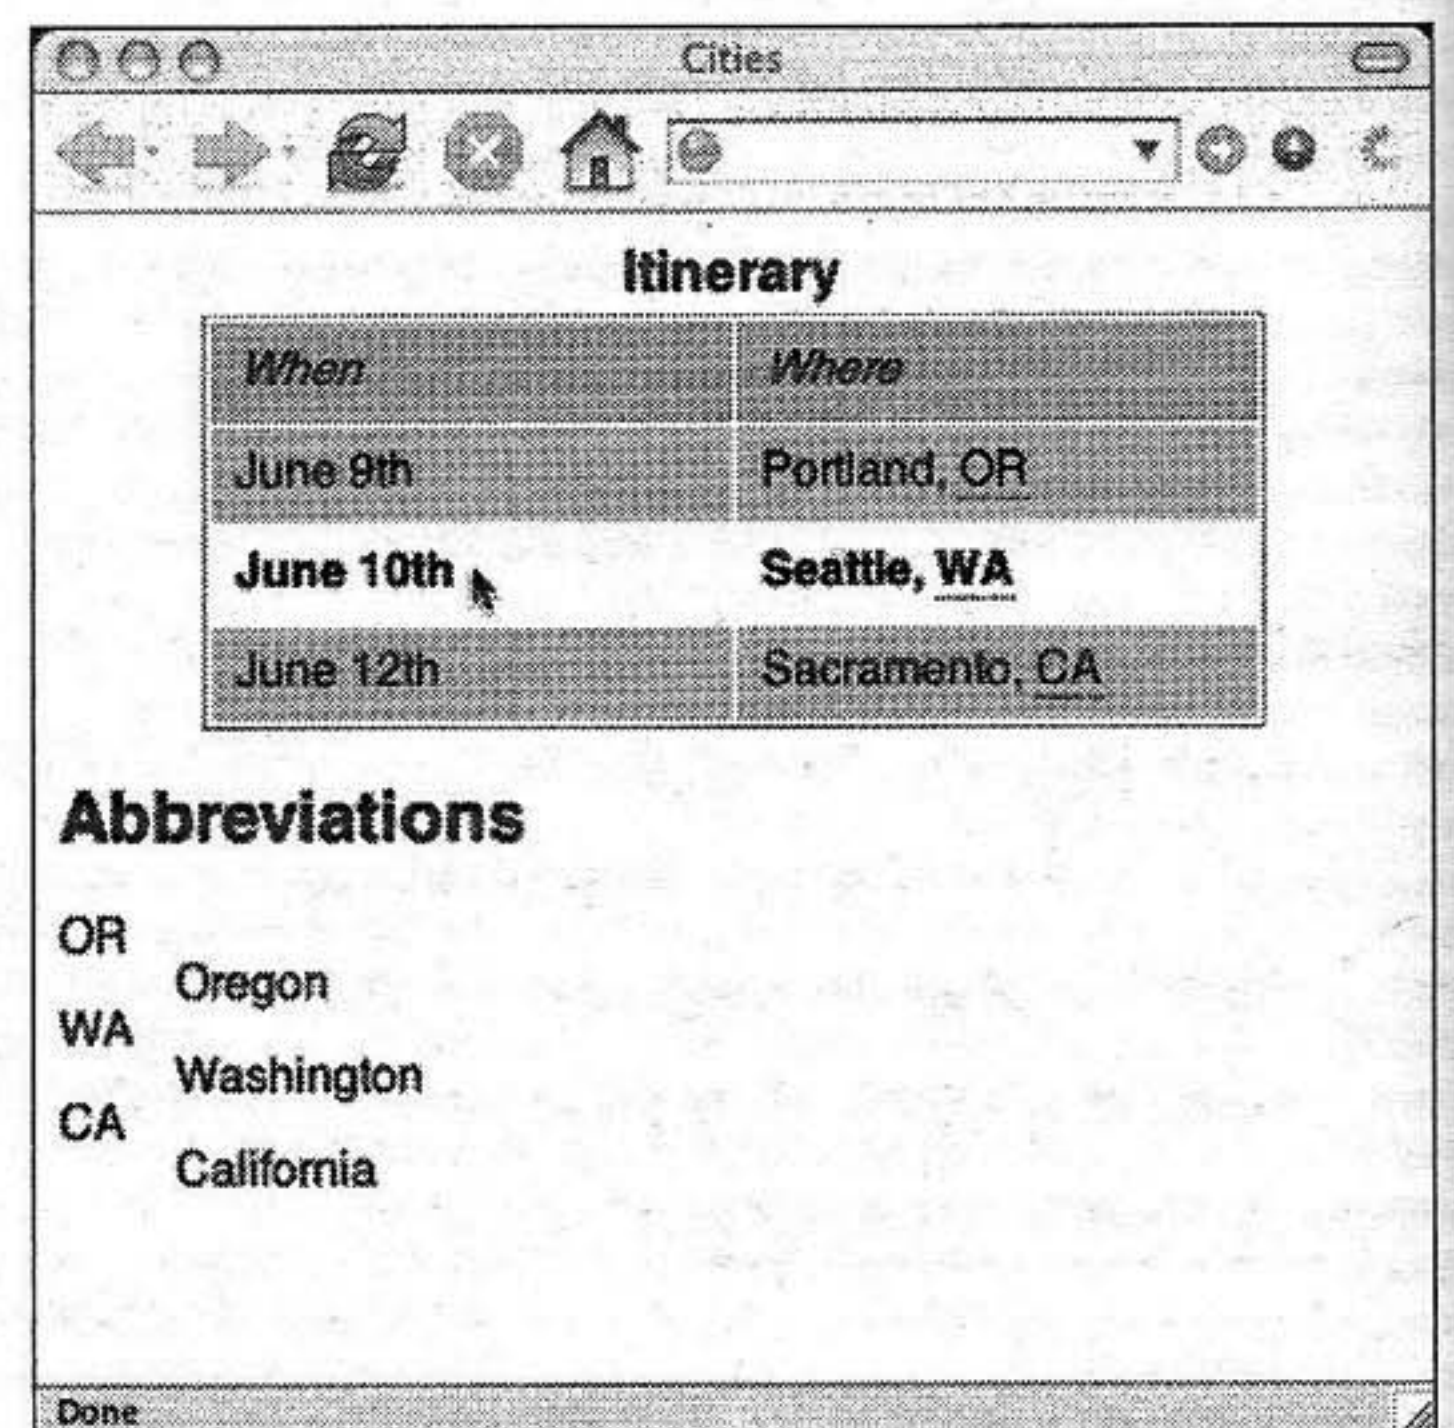 Cities
Itinerary
When Where
June 9th Portland, OR
June 10th Seattle, WA
June 12th Sacramento, CA
Abbreviations
OR
Oregon
WA
Washington
CA
California
Done